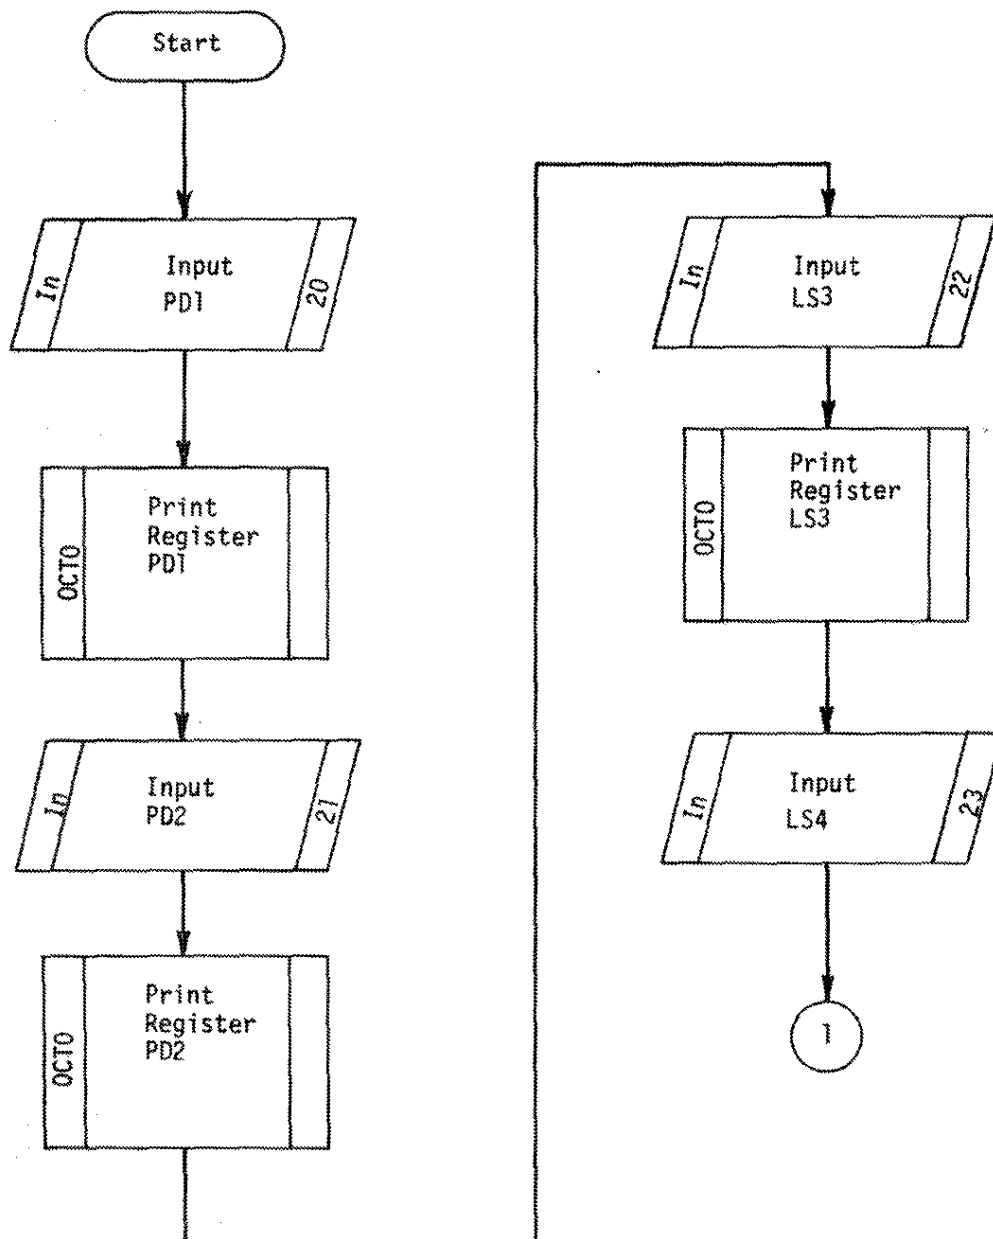 Start
In
Input
PD1
20
OCTO
Print
Register
PD1
In
Input
PD2
21
OCTO
Print
Register
PD2
In
Input
LS3
22
OCTO
Print
Register
LS3
In
Input
LS4
23
1